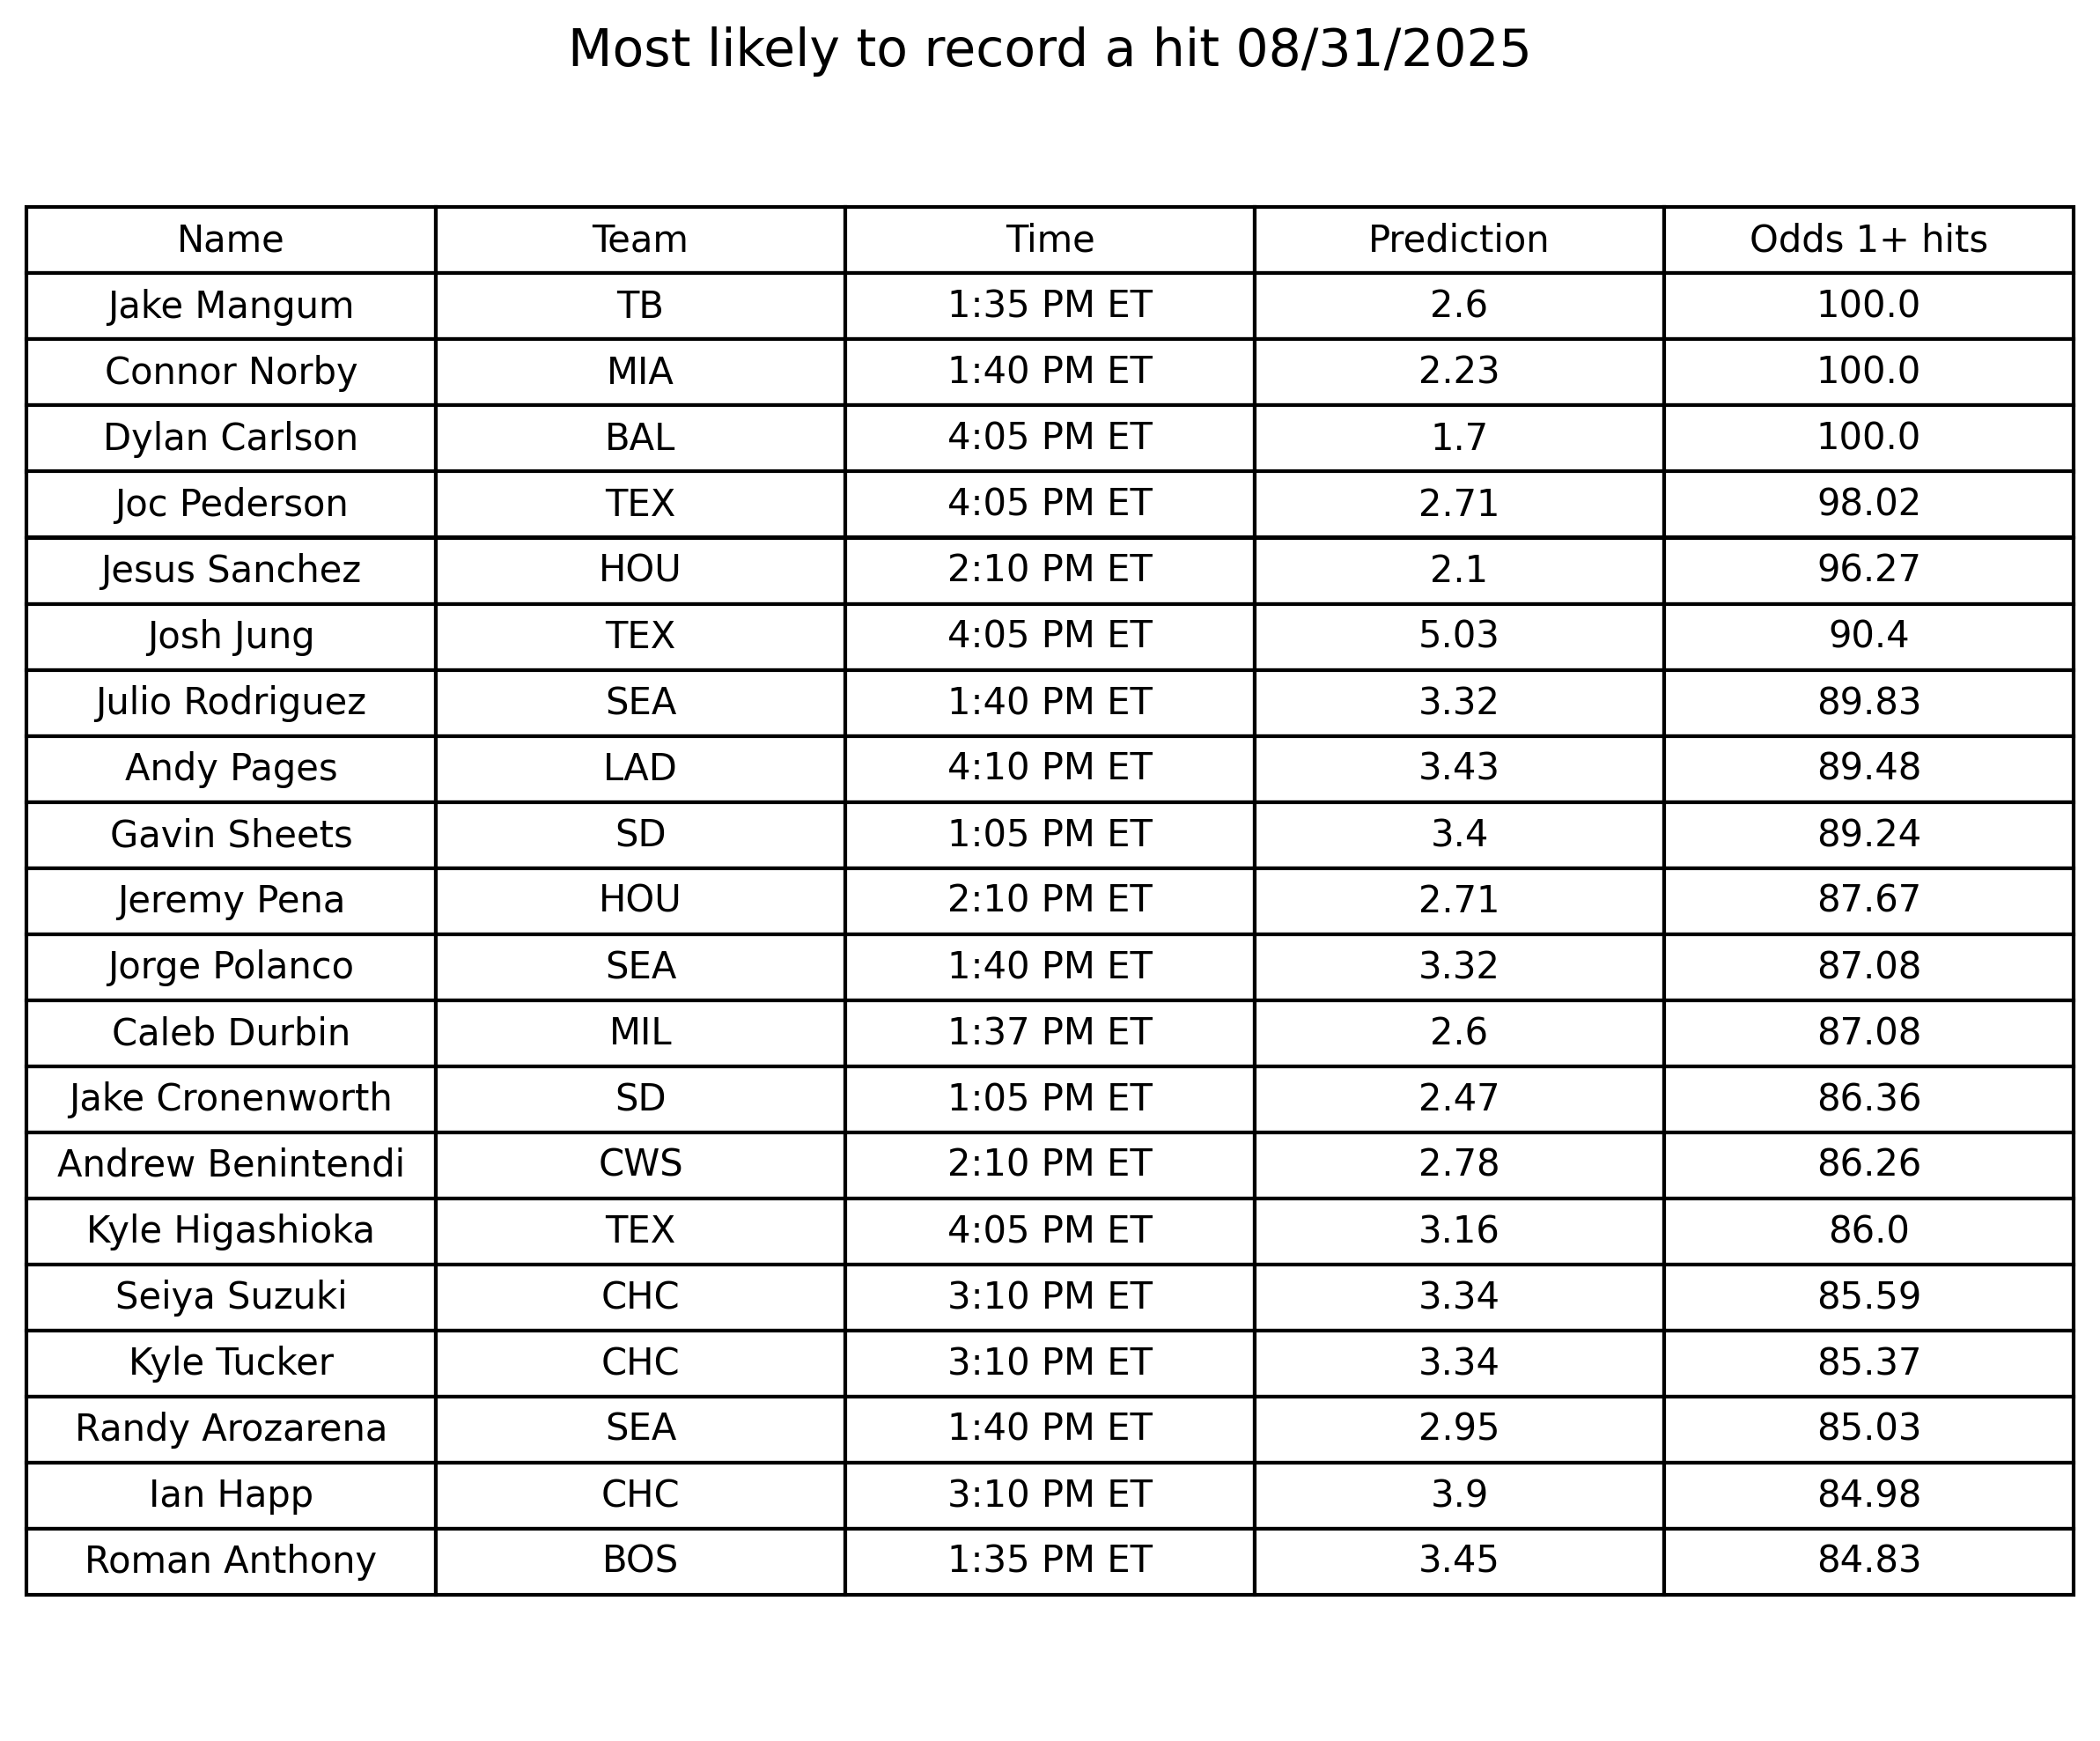 Most likely to record a hit 08/31/2025
Name Team Time Prediction Odds 1+ hits
Jake Mangum TB 1:35 PM ET 2.6 100.0
Connor Norby MIA 1:40 PM ET 2.23 100.0
Dylan Carlson BAL 4:05 PM ET 1.7 100.0
Joc Pederson TEX 4:05 PM ET 2.71 98.02
Jesus Sanchez HOU 2:10 PM ET 2.1 96.27
Josh Jung TEX 4:05 PM ET 5.03 90.4
Julio Rodriguez SEA 1:40 PM ET 3.32 89.83
Andy Pages LAD 4:10 PM ET 3.43 89.48
Gavin Sheets SD 1:05 PM ET 3.4 89.24
Jeremy Pena HOU 2:10 PM ET 2.71 87.67
Jorge Polanco SEA 1:40 PM ET 3.32 87.08
Caleb Durbin MIL 1:37 PM ET 2.6 87.08
Jake Cronenworth SD 1:05 PM ET 2.47 86.36
Andrew Benintendi CWS 2:10 PM ET 2.78 86.26
Kyle Higashioka TEX 4:05 PM ET 3.16 86.0
Seiya Suzuki CHC 3:10 PM ET 3.34 85.59
Kyle Tucker CHC 3:10 PM ET 3.34 85.37
Randy Arozarena SEA 1:40 PM ET 2.95 85.03
Ian Happ CHC 3:10 PM ET 3.9 84.98
Roman Anthony BOS 1:35 PM ET 3.45 84.83